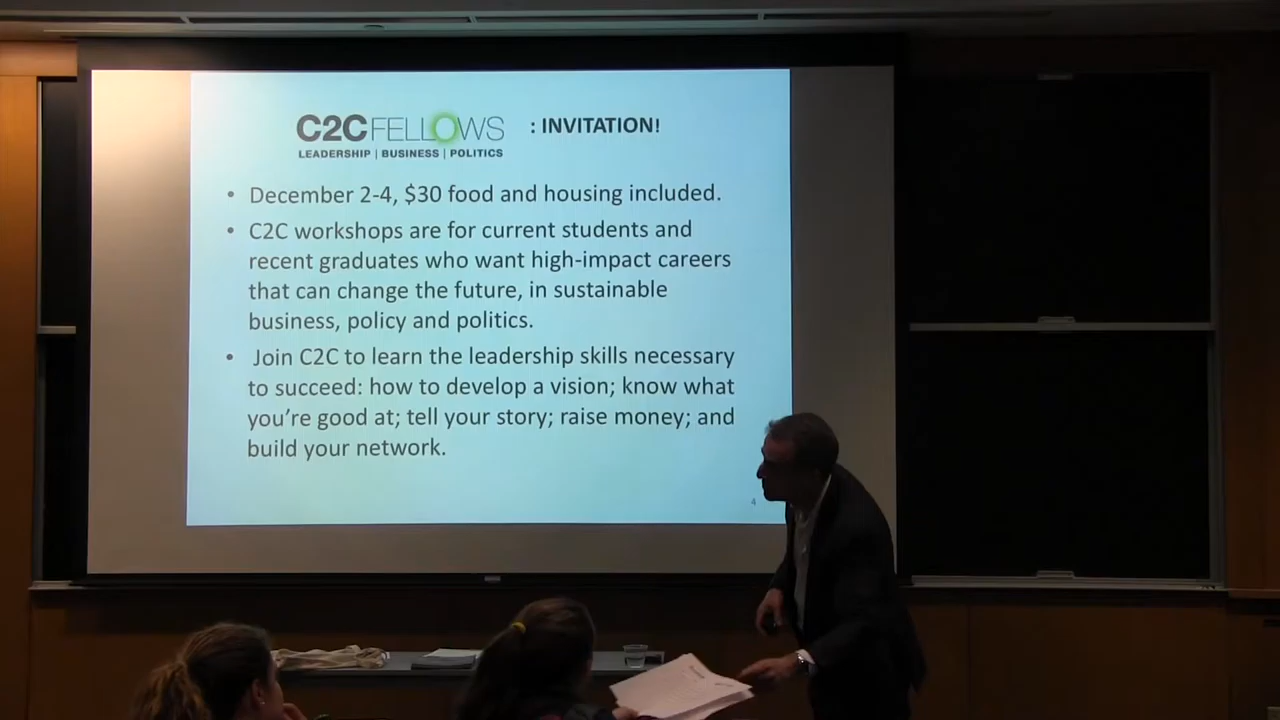 C2C FELLOWS : INVITATION!
LEADERSHIP | BUSINESS | POLITICS
• December 2-4, $30 food and housing included.
• C2C workshops are for current students and
recent graduates who want high-impact careers
that can change the future, in sustainable
business, policy and politics.
• Join C2C to learn the leadership skills necessary
to succeed: how to develop a vision; know what
you're good at; tell your story; raise money; and
build your network.
4